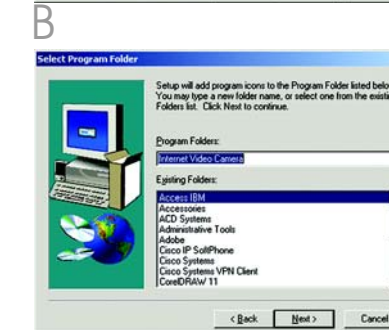 B
Select Program Folder
Setup will add program icons to the Program Folder listed belo
You may type a new folder name, or select one from the existi
Folders list. Click Next to continue.
Program Folders:
Internet Video Camera
Existing Folders:
Access IBM
Accessories
ACD Systems
Administrative Tools
Adobe
Cisco IP SoftPhone
Cisco Systems
Cisco Systems VPN Client
CorelDRAW 11
< Back Next > Cancel